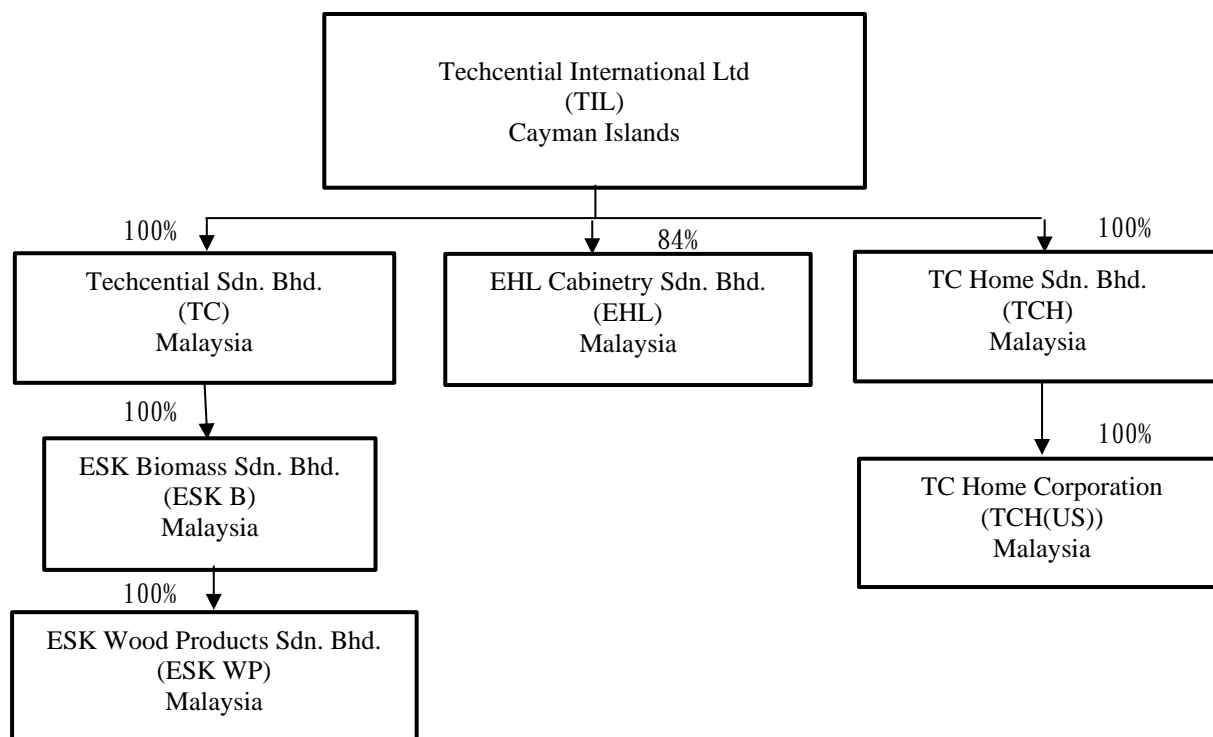 Techcential International Ltd
(TIL)
Cayman Islands
100%
84%
100%
Techcential Sdn. Bhd.
(TC)
Malaysia
EHL Cabinetry Sdn. Bhd.
(EHL)
Malaysia
TC Home Sdn. Bhd.
(TCH)
Malaysia
100%
100%
ESK Biomass Sdn. Bhd.
(ESK B)
Malaysia
TC Home Corporation
(TCH(US))
Malaysia
100%
ESK Wood Products Sdn. Bhd.
(ESK WP)
Malaysia